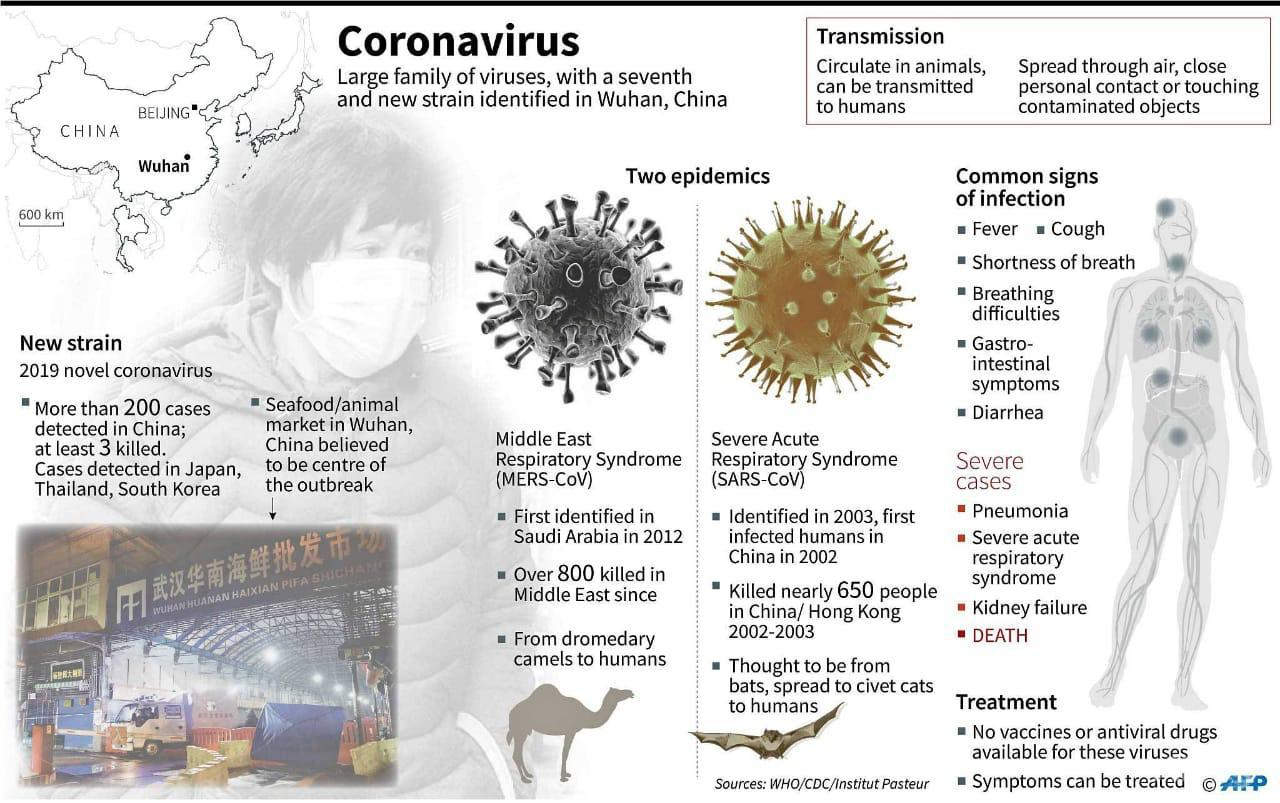 Coronavirus
Large family of viruses, with a seventh
and new strain identified in Wuhan, China
BEIJING
CHINA
Wuhan
600 km
Transmission
Circulate in animals,
can be transmitted
to humans
Spread through air, close
personal contact or touching
contaminated objects
New strain
2019 novel coronavirus
More than 200 cases
detected in China;
at least 3 killed.
Cases detected in Japan,
Thailand, South Korea
Seafood/animal
market in Wuhan,
China believed
to be centre of
the outbreak
武汉华南海鲜批发市场
WUHAN HUANAN HAIXIAN PIFA SHICHANG
Two epidemics
Middle East
Respiratory Syndrome
(MERS-CoV)
First identified in
Saudi Arabia in 2012
Over 800 killed in
Middle East since
From dromedary
camels to humans
Severe Acute
Respiratory Syndrome
(SARS-CoV)
Identified in 2003, first
infected humans in
China in 2002
Killed nearly 650 people
in China/ Hong Kong
2002-2003
Thought to be from
bats, spread to civet cats
to humans
Common signs
of infection
Fever
Cough
Shortness of breath
Breathing
difficulties
Gastro-
intestinal
symptoms
Diarrhea
Severe
cases
Pneumonia
Severe acute
respiratory
syndrome
Kidney failure
DEATH
Treatment
No vaccines or antiviral drugs
available for these viruses
Symptoms can be treated
Sources: WHO/CDC/Institut Pasteur
© AFP